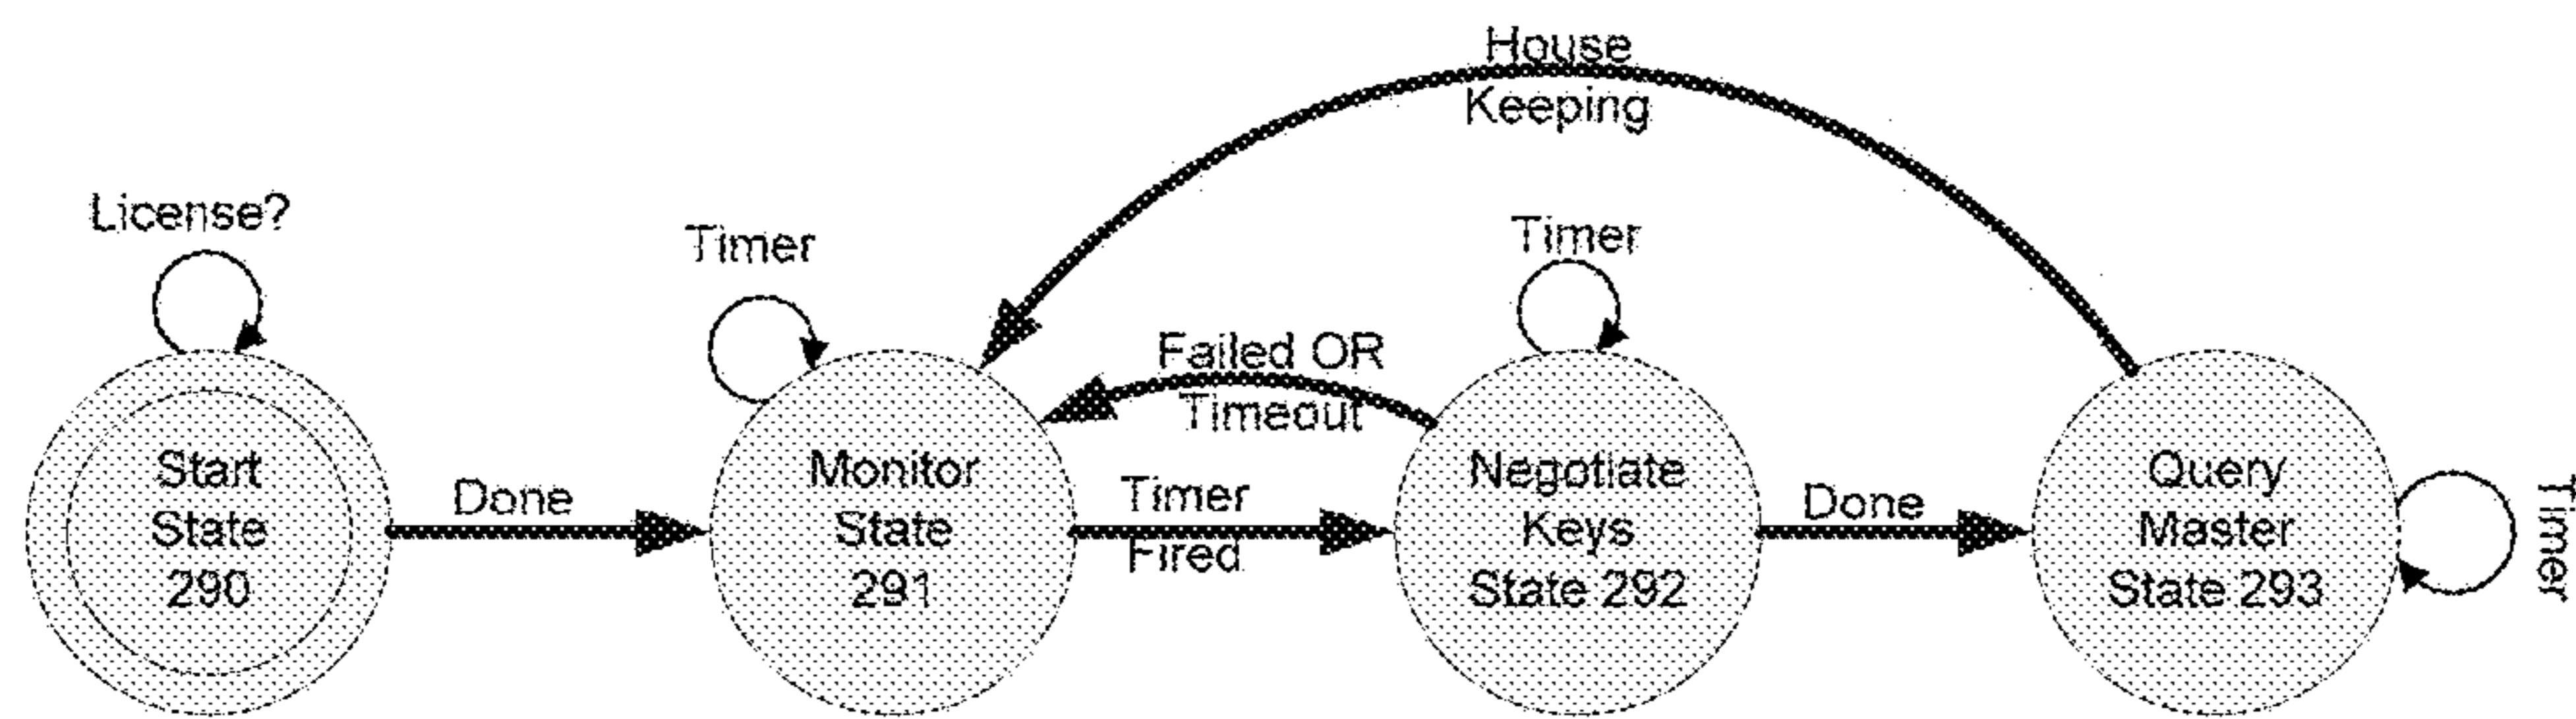 House
Keeping
License?
Timer
Timer
Failed OR
Timeout
Start
State
290
Done
Monitor
State
291
Timer
Fired
Negotiate
Keys
State 292
Done
Query
Master
State 293
Timer